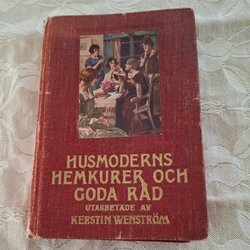 HUSMODERNS
HEMKURER OCH
GODA RÅD
UTARBETADE AV
KERSTIN WENSTRÖM